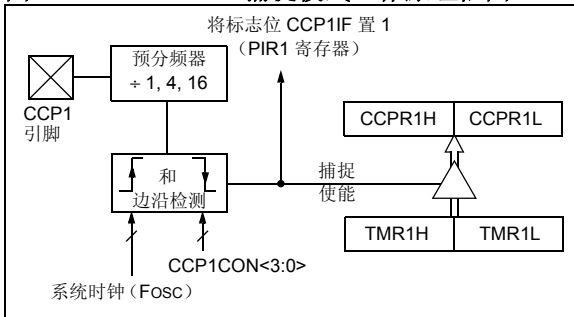 将标志位 CCP1IF 置 1
(PIR1 寄存器)
预分频器
÷ 1, 4, 16
CCP1
引脚
CCPR1H
CCPR1L
和
边沿检测
捕捉
使能
TMR1H
TMR1L
CCP1CON<3:0>
系统时钟(FOSC)